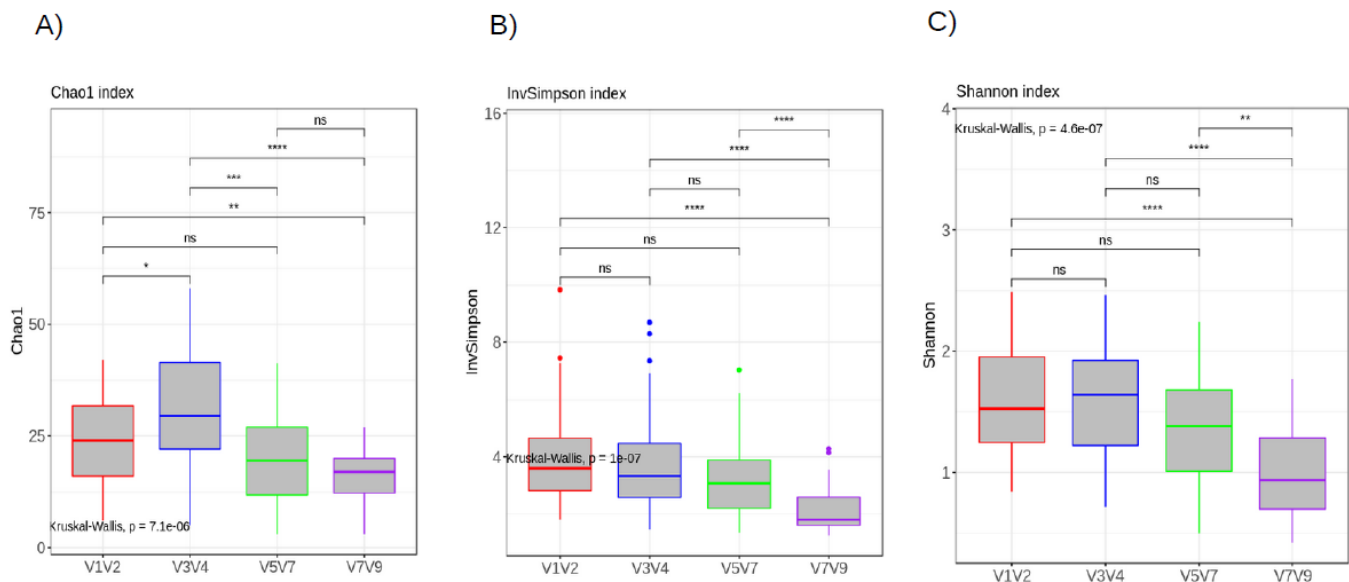 A)
B)
C)
Chao1 index
ns
****
***
**
ns
*
Kruskal-Wallis, p = 7.1e-06
Chao1
75
50
25
0
V1V2 V3V4 V5V7 V7V9
InvSimpson index
****
****
ns
****
ns
ns
Kruskal-Wallis, p = 1e-07
InvSimpson
16
12
8
4
V1V2 V3V4 V5V7 V7V9
Shannon index
Kruskal-Wallis, p = 4.6e-07
**
****
ns
****
ns
ns
Shannon
4
3
2
1
V1V2 V3V4 V5V7 V7V9